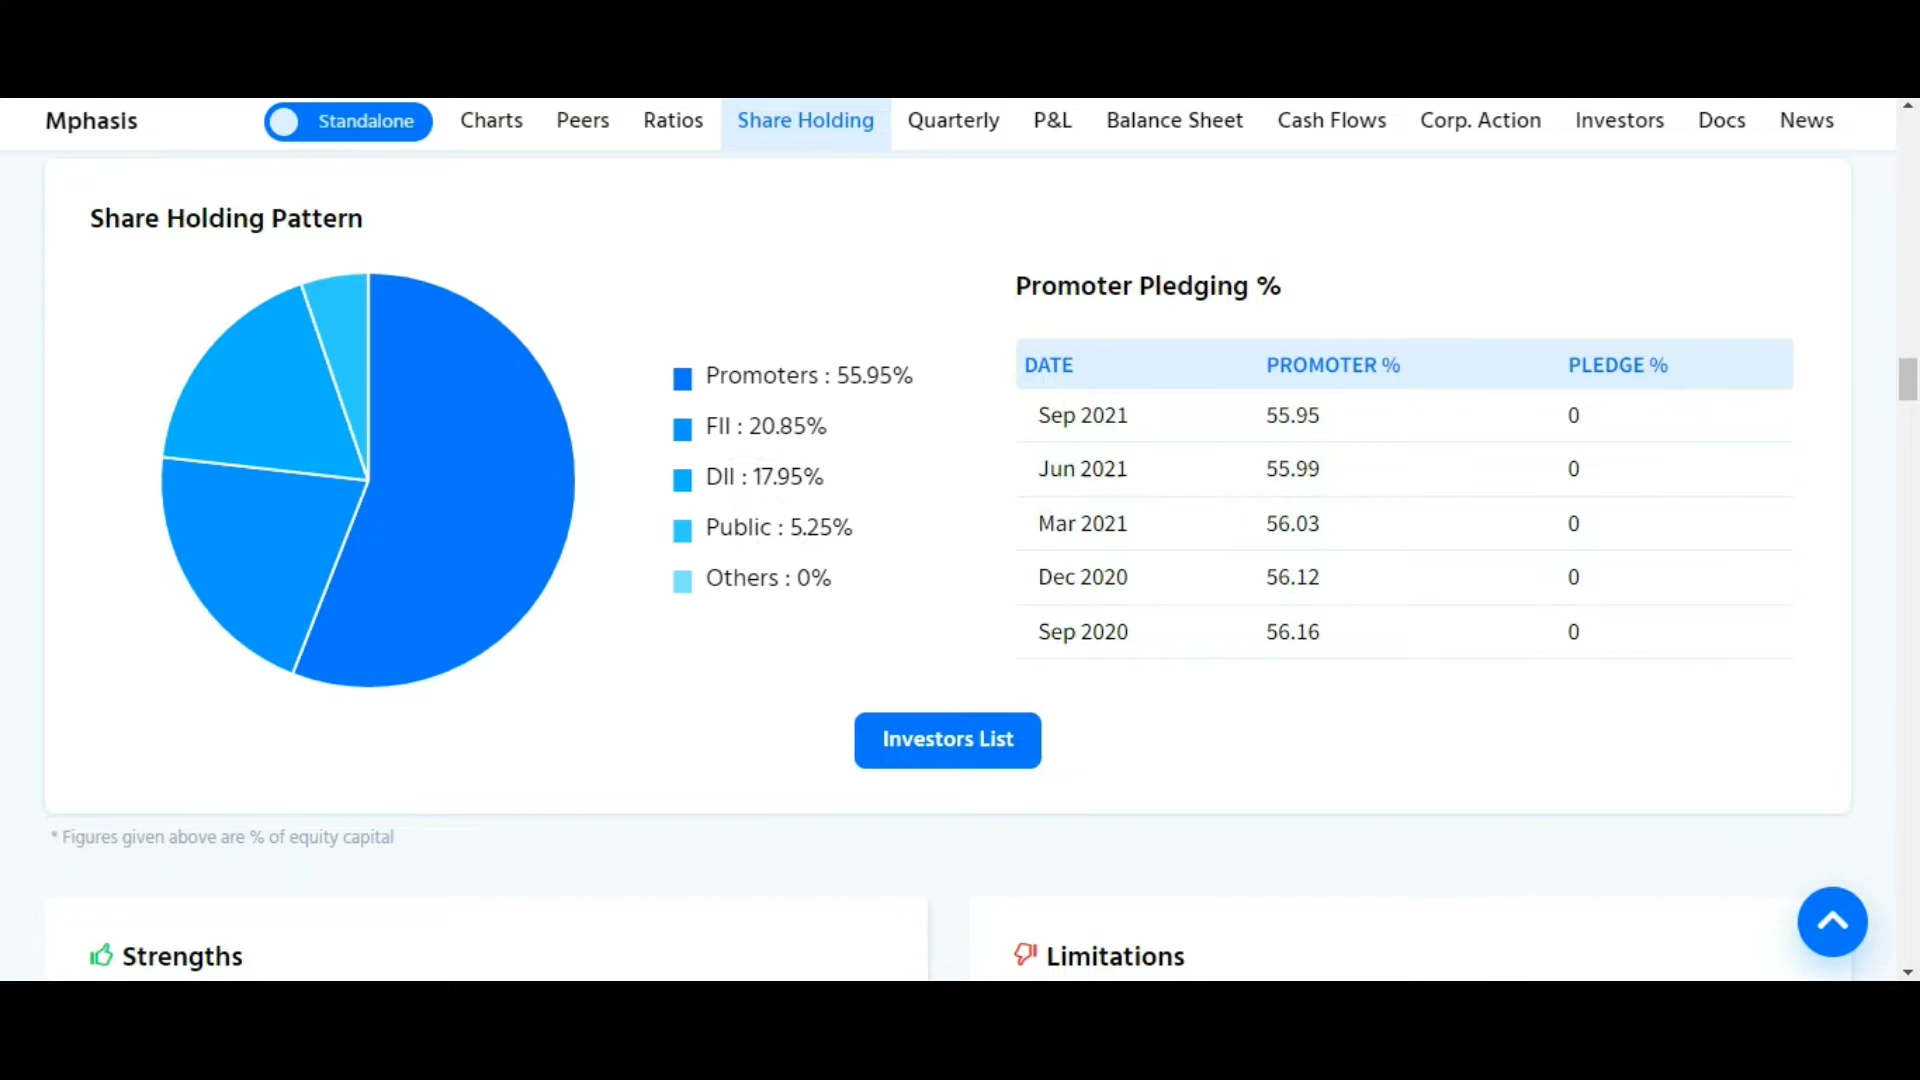 Mphasis Standalone Charts Peers Ratios Share Holding Quarterly P&L Balance Sheet Cash Flows Corp. Action Investors Docs News
Share Holding Pattern
Promoters : 55.95%
FII : 20.85%
DII : 17.95%
Public : 5.25%
Others : 0%
Promoter Pledging %
DATE PROMOTER % PLEDGE %
Sep 2021 55.95 0
Jun 2021 55.99 0
Mar 2021 56.03 0
Dec 2020 56.12 0
Sep 2020 56.16 0
Investors List
* Figures given above are % of equity capital
Strengths
Limitations